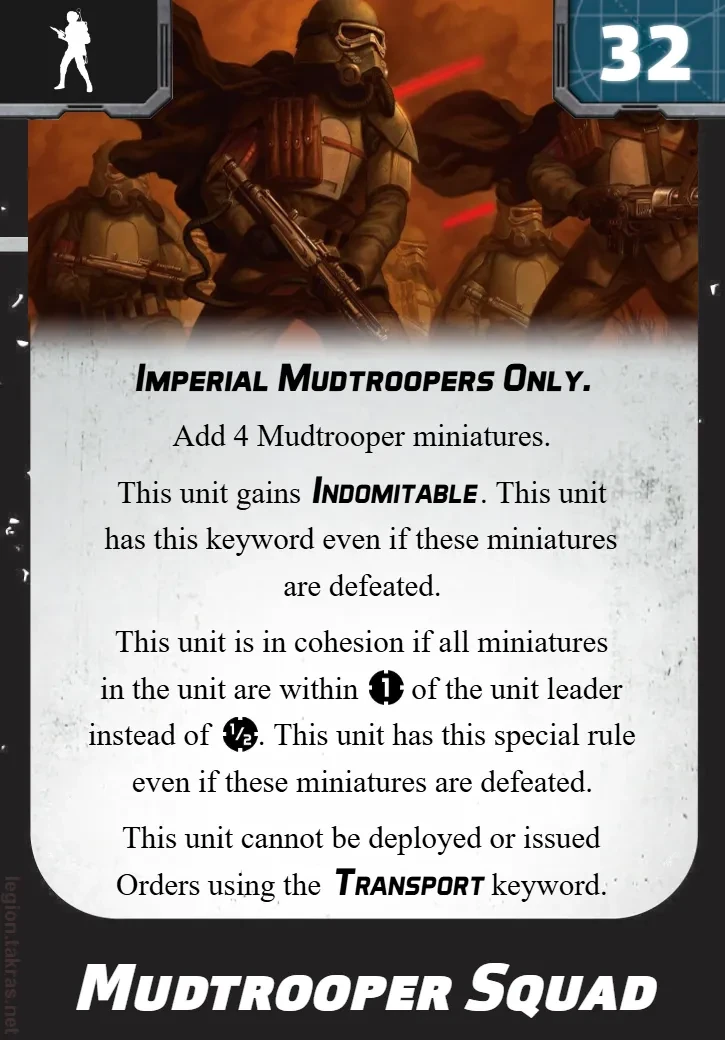 32
Imperial Mudtroopers Only.
Add 4 Mudtrooper miniatures.
This unit gains Indomitable. This unit
has this keyword even if these miniatures
are defeated.
This unit is in cohesion if all miniatures
in the unit are within 1 of the unit leader
instead of 1/2. This unit has this special rule
even if these miniatures are defeated.
This unit cannot be deployed or issued
Orders using the Transport keyword.
legion.takras.net
Mudtrooper Squad